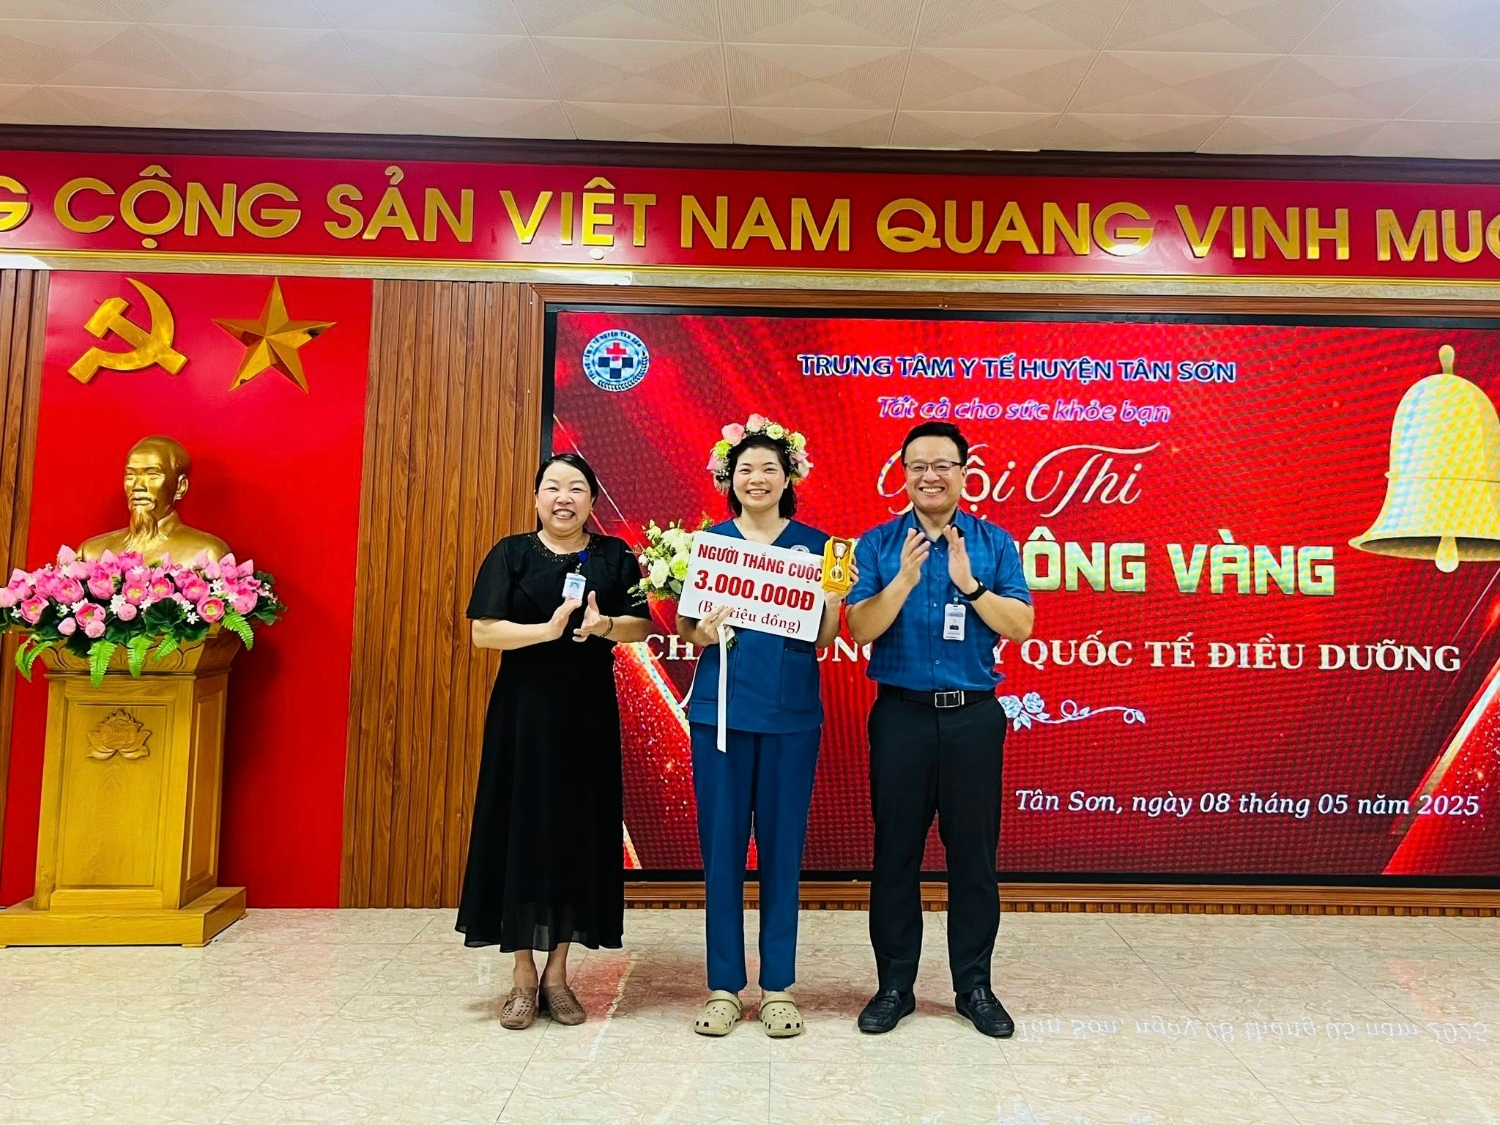 CỘNG SẢN VIỆT NAM QUANG VINH
TRUNG TÂM Y TẾ HUYỆN TÂN SƠN
Tất cả cho sức khỏe bạn
Hội Thi
VÀNG
QUỐC TẾ ĐIỀU DƯỠNG
Tân Sơn, ngày 08 tháng 05 năm 2025
NGƯỜI THẮNG CUỘC
3.000.000Đ
đồng)